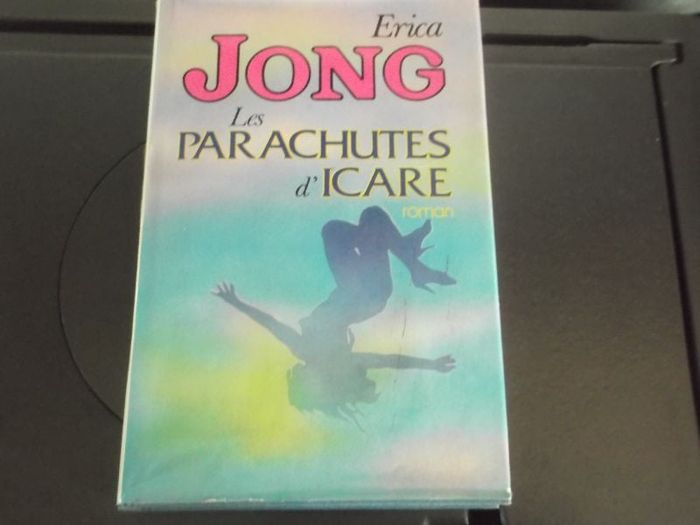 Erica
JONG
Les
PARACHUTES
d'ICARE
roman